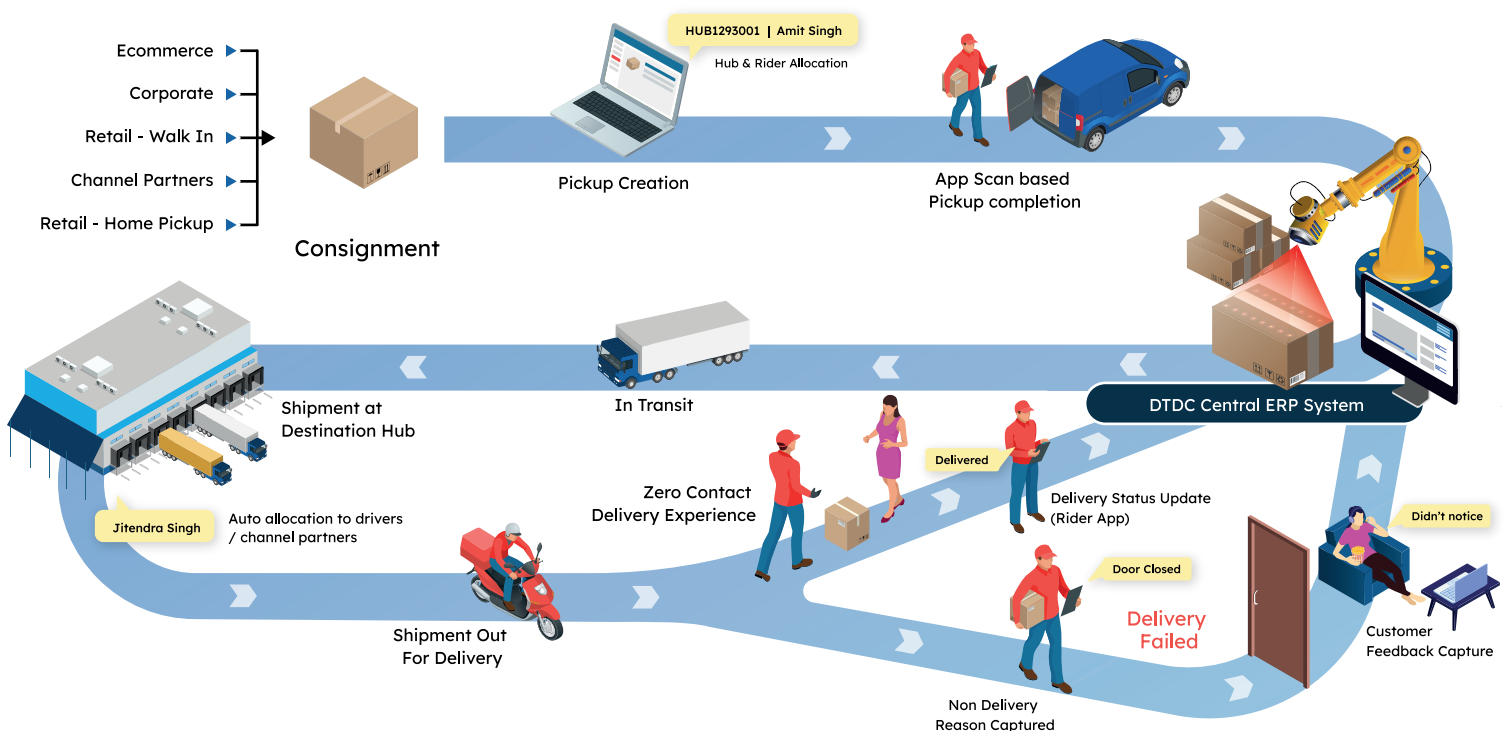 Ecommerce
Corporate
Retail - Walk In
Channel Partners
Retail - Home Pickup
Consignment
HUB1293001 | Amit Singh
Hub & Rider Allocation
Pickup Creation
App Scan based
Pickup completion
DTDC Central ERP System
In Transit
Shipment at
Destination Hub
Jitendra Singh
Auto allocation to drivers
/ channel partners
Shipment Out
For Delivery
Zero Contact
Delivery Experience
Delivered
Delivery Status Update
(Rider App)
Door Closed
Delivery
Failed
Non Delivery
Reason Captured
Didn't notice
Customer
Feedback Capture